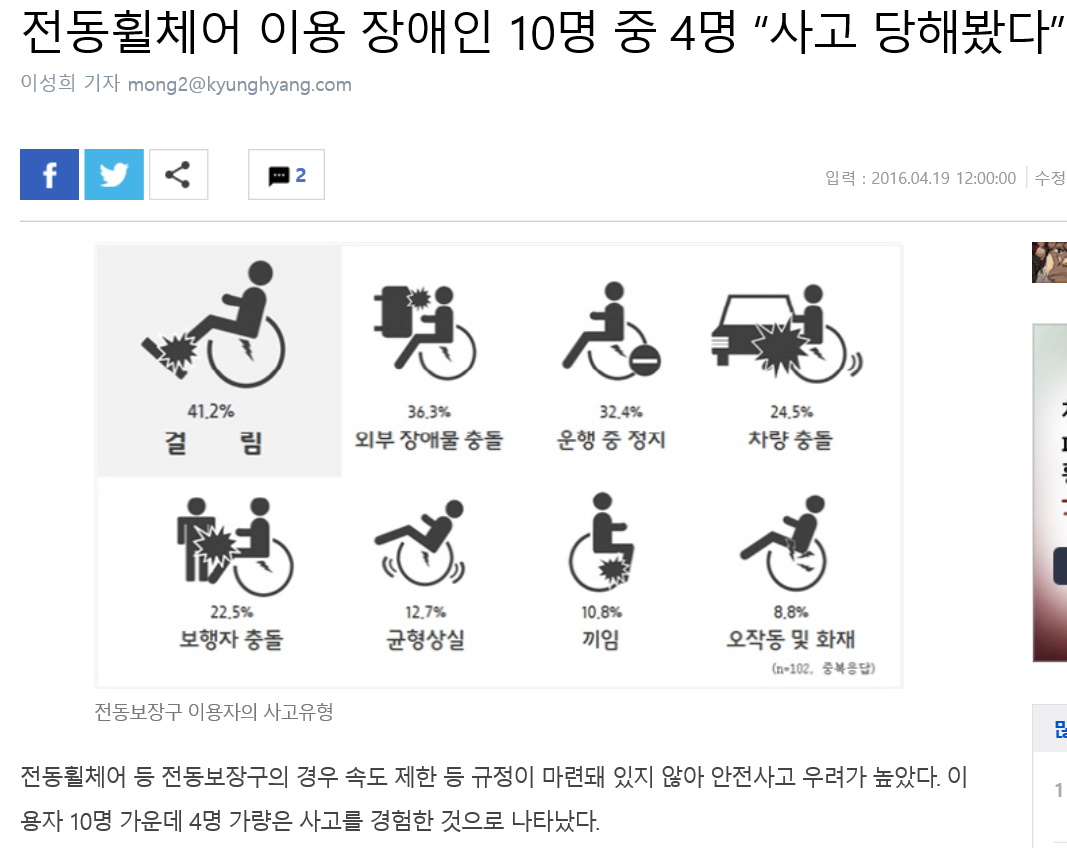 전동휠체어 이용 장애인 10명 중 4명 “사고 당해봤다”
이성희 기자 mong2@kyunghyang.com
f
2
입력 : 2016.04.19 12:00:00
수정
41.2%
걸 림
36.3%
외부 장애물 충돌
32.4%
운행 중 정지
24.5%
차량 충돌
22.5%
보행자 충돌
12.7%
균형상실
10.8%
끼임
8.8%
오작동 및 화재
(n=102, 중복응답)
전동보장구 이용자의 사고유형
전동휠체어 등 전동보장구의 경우 속도 제한 등 규정이 마련돼 있지 않아 안전사고 우려가 높았다. 이
용자 10명 가운데 4명 가량은 사고를 경험한 것으로 나타났다.
1